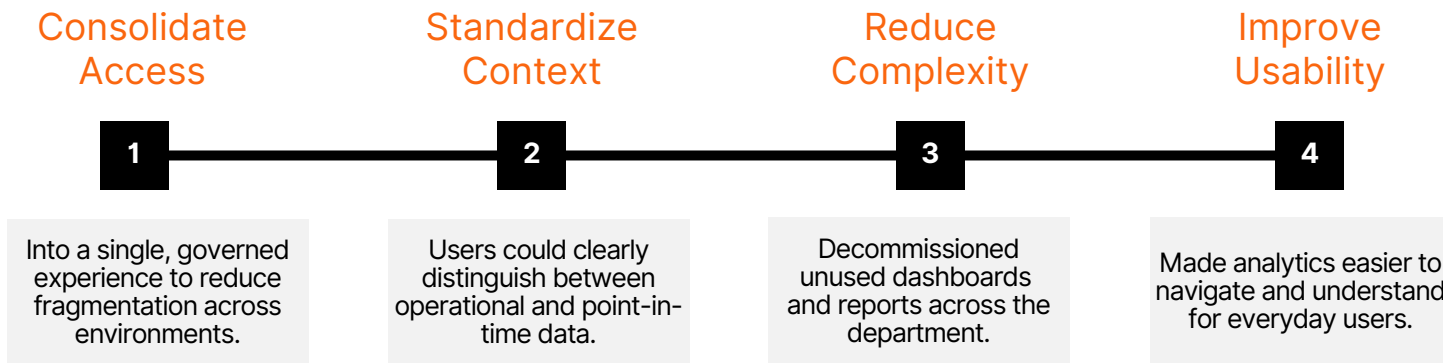 Consolidate
Access
Standardize
Context
Reduce
Complexity
Improve
Usability
1
2
3
4
Into a single, governed
experience to reduce
fragmentation across
environments.
Users could clearly
distinguish between
operational and point-in-
time data.
Decommissioned
unused dashboards
and reports across the
department.
Made analytics easier to
navigate and understand
for everyday users.